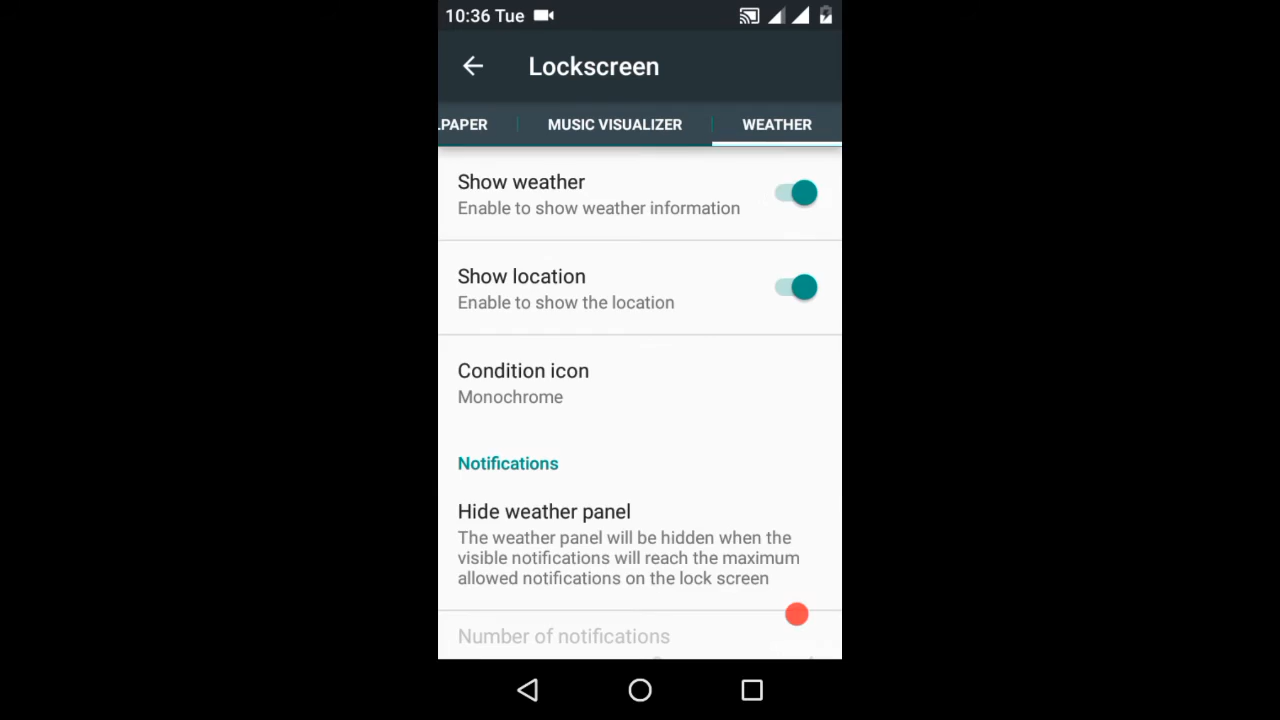 10:36 Tue
Lockscreen
LPAPER MUSIC VISUALIZER WEATHER
Show weather
Enable to show weather information
Show location
Enable to show the location
Condition icon
Monochrome
Notifications
Hide weather panel
The weather panel will be hidden when the
visible notifications will reach the maximum
allowed notifications on the lock screen
Number of notifications